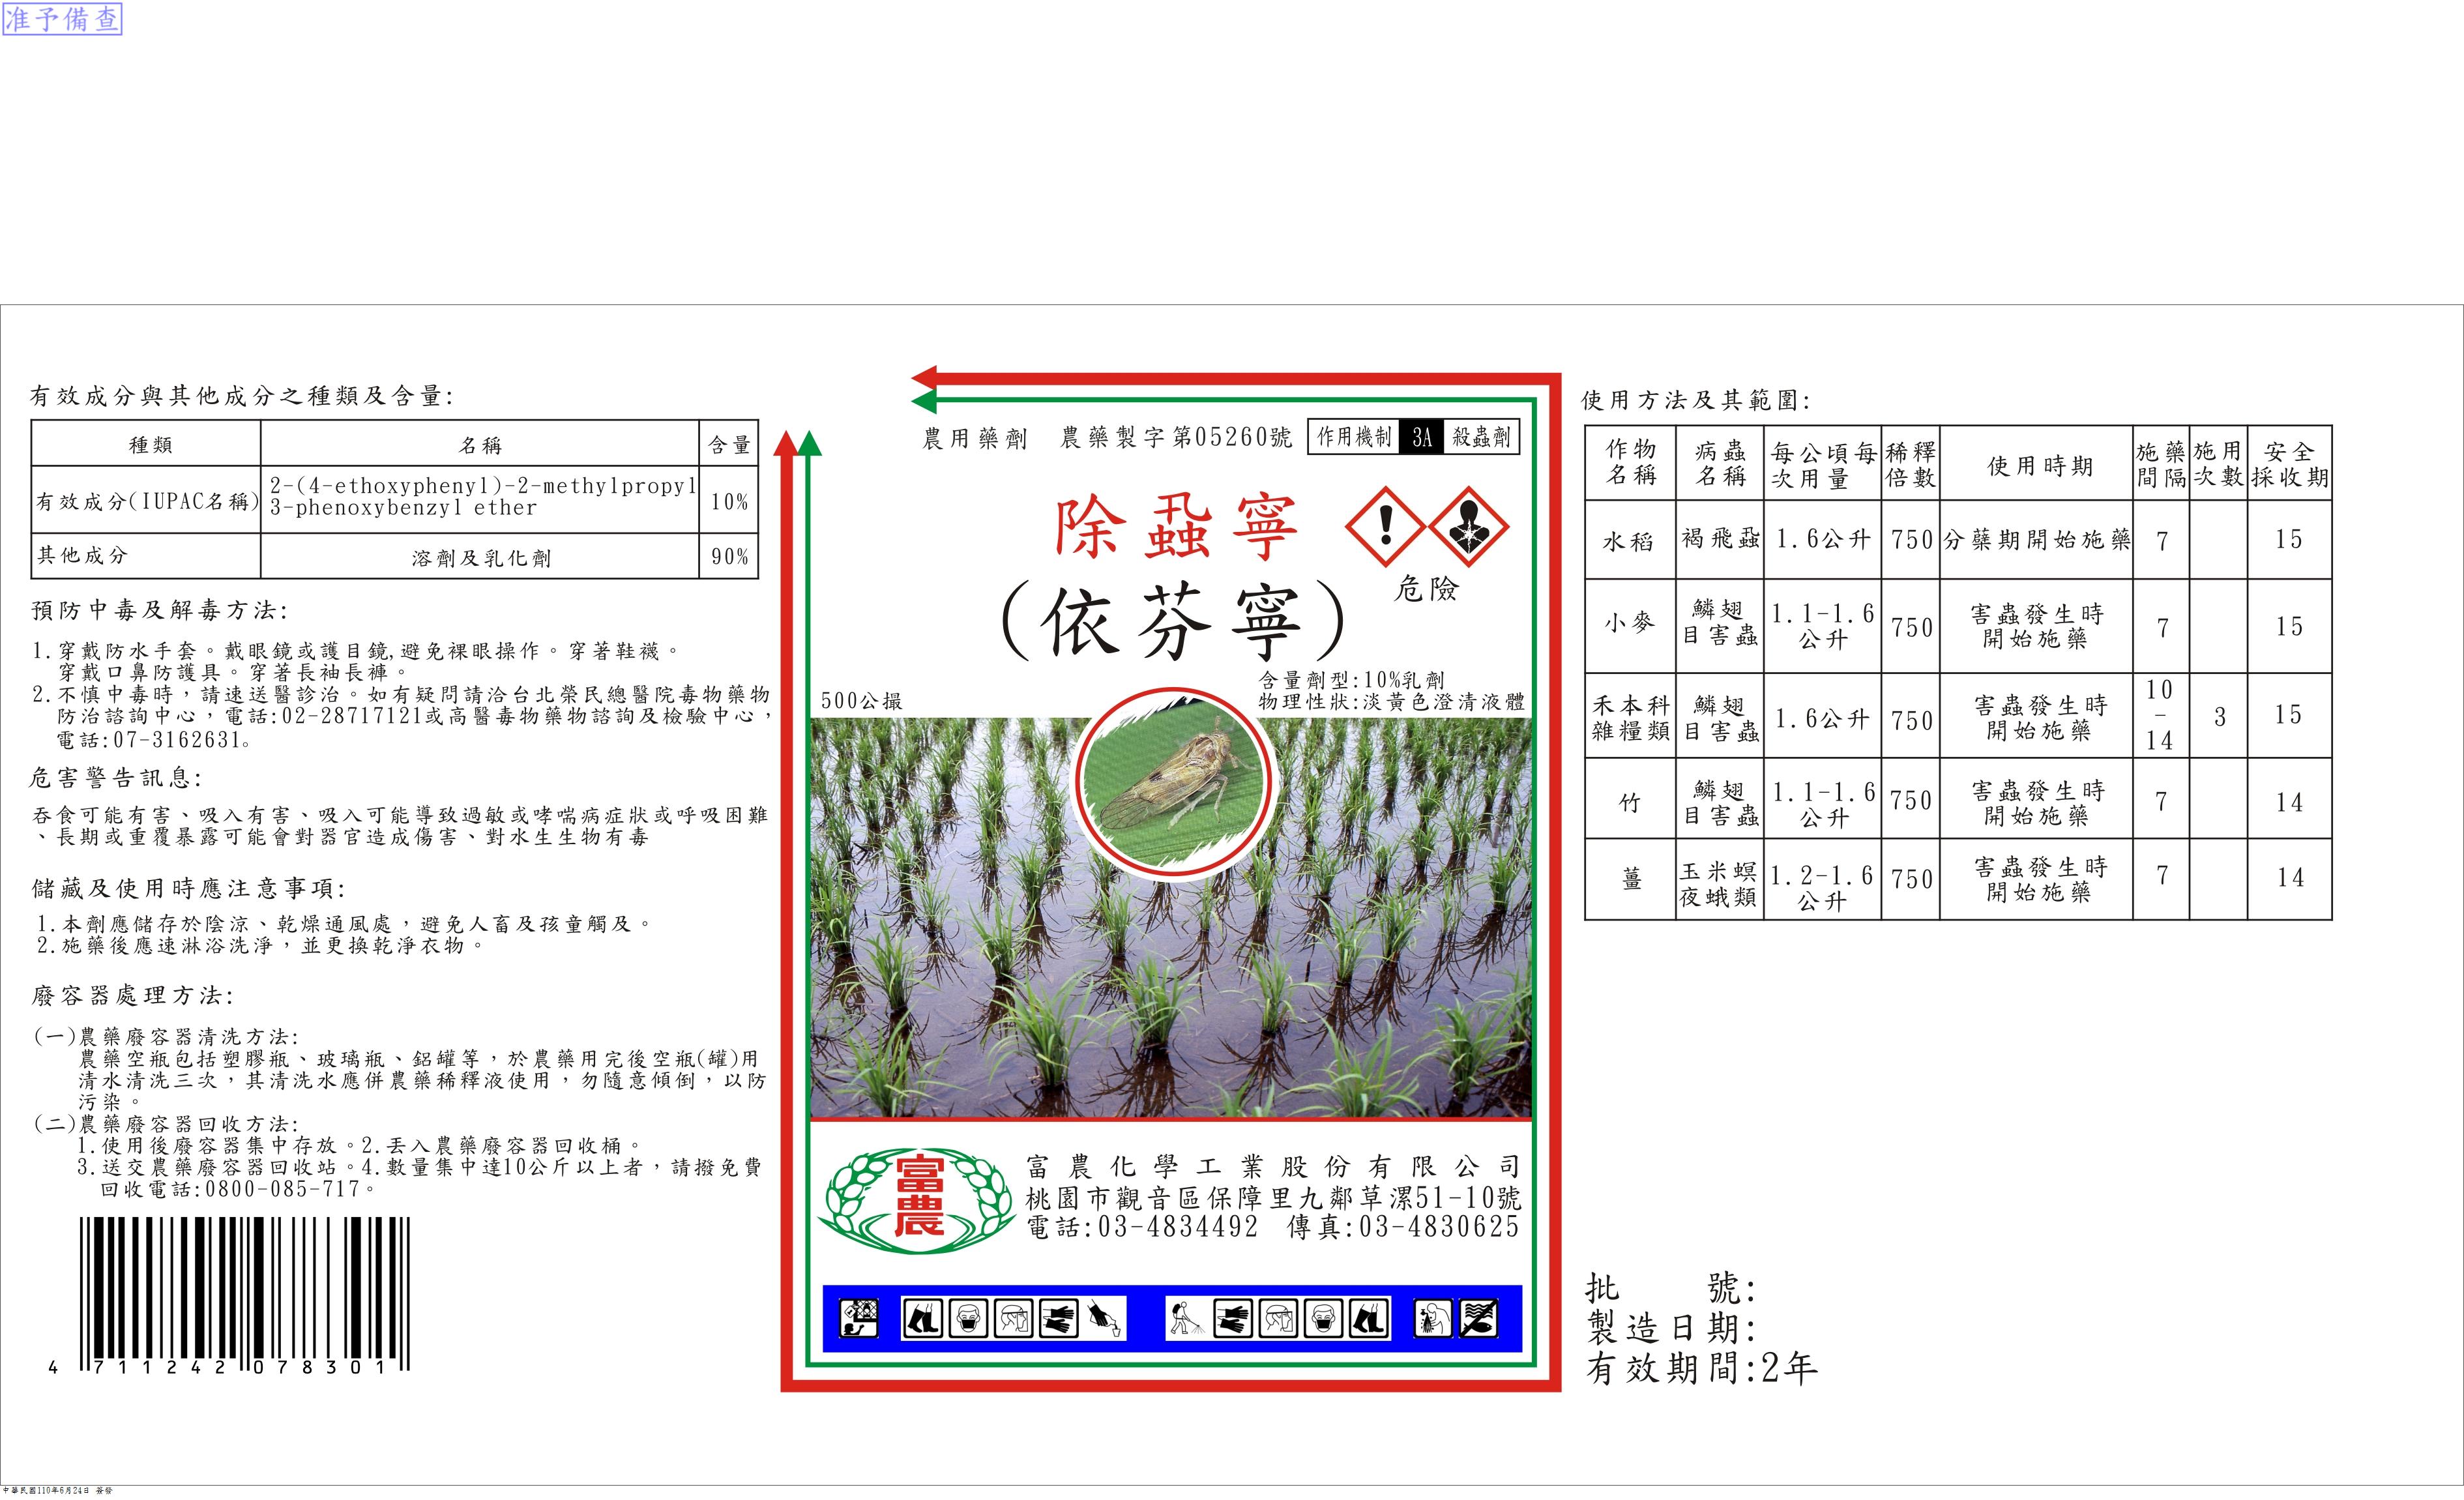 准予備查
有效成分與其他成分之種類及含量:
種類 名稱 含量
有效成分(IUPAC名稱) 2-(4-ethoxyphenyl)-2-methylpropyl 10%
3-phenoxybenzyl ether
其他成分 溶劑及乳化劑 90%
預防中毒及解毒方法:
1.穿戴防水手套。戴眼鏡或護目鏡,避免裸眼操作。穿著鞋襪。
穿戴口鼻防護具。穿著長袖長褲。
2.不慎中毒時，請速送醫診治。如有疑問請洽台北榮民總醫院毒物藥物
防治諮詢中心，電話:02-28717121或高醫毒物藥物諮詢及檢驗中心，
電話:07-3162631。
危害警告訊息:
吞食可能有害、吸入有害、吸入可能導致過敏或哮喘病症狀或呼吸困難
、長期或重覆暴露可能會對器官造成傷害、對水生生物有毒
儲藏及使用時應注意事項:
1.本劑應儲存於陰涼、乾燥通風處，避免人畜及孩童觸及。
2.施藥後應速淋浴洗淨，並更換乾淨衣物。
廢容器處理方法:
(一)農藥廢容器清洗方法:
農藥空瓶包括塑膠瓶、玻璃瓶、鋁罐等，於農藥用完後空瓶(罐)用
清水清洗三次，其清洗水應併農藥稀釋液使用，勿隨意傾倒，以防
污染。
(二)農藥廢容器回收方法:
1.使用後廢容器集中存放。2.丟入農藥廢容器回收桶。
3.送交農藥廢容器回收站。4.數量集中達10公斤以上者，請撥免費
回收電話:0800-085-717。
4 711242 078301
農用藥劑 農藥製字第05260號 作用機制 3A 殺蟲劑
除蝨寧
(依芬寧)
危險
含量劑型:10%乳劑
500公撮 物理性狀:淡黃色澄清液體
富農
富農化學工業股份有限公司
桃園市觀音區保障里九鄰草漯51-10號
電話:03-4834492 傳真:03-4830625
使用方法及其範圍:
作物名稱 病蟲名稱 每公頃每次用量 稀釋倍數 使用時期 施藥間隔 施用次數 安全採收期
水稻 褐飛蝨 1.6公升 750 分蘗期開始施藥 7 15
小麥 鱗翅目害蟲 1.1-1.6公升 750 害蟲發生時開始施藥 7 15
禾本科雜糧類 鱗翅目害蟲 1.6公升 750 害蟲發生時開始施藥 10-14 3 15
竹 鱗翅目害蟲 1.1-1.6公升 750 害蟲發生時開始施藥 7 14
薑 玉米螟夜蛾類 1.2-1.6公升 750 害蟲發生時開始施藥 7 14
批 號:
製造日期:
有效期間:2年
中華民國110年6月24日 簽發